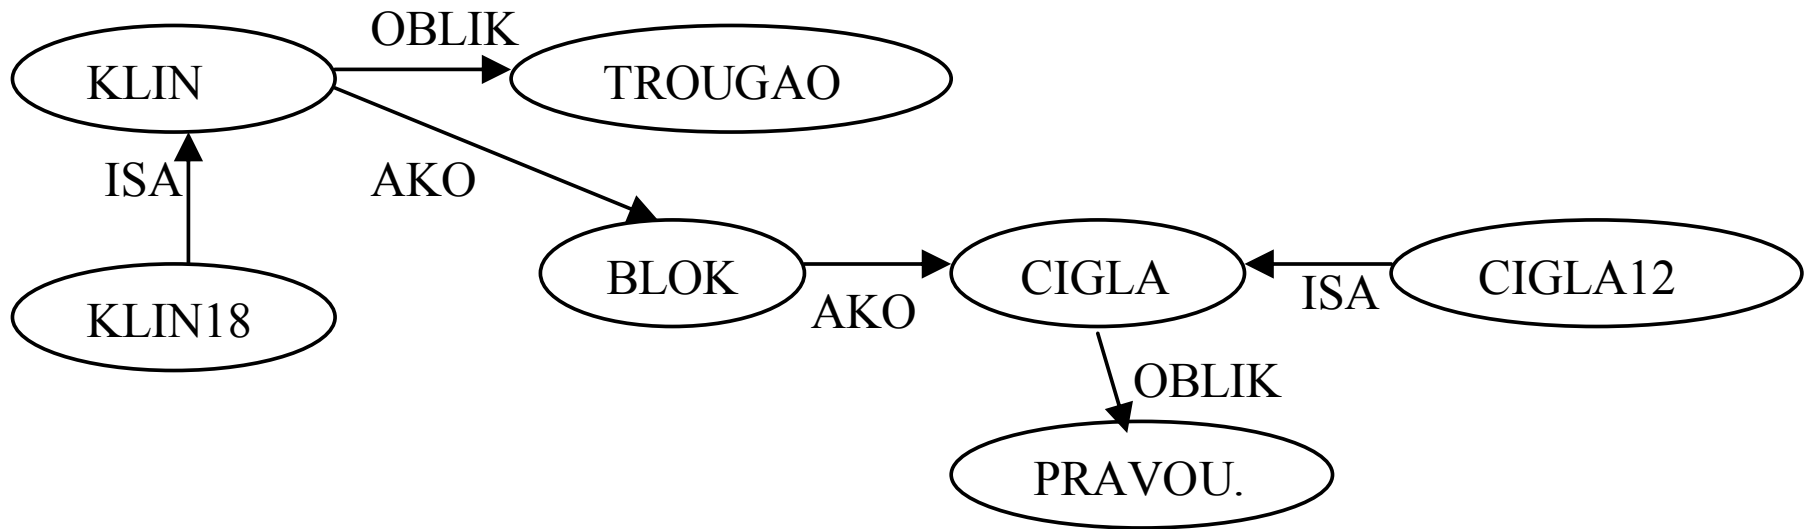 OBLIK
KLIN
TROUGAO
ISA
AKO
BLOK
CIGLA
CIGLA12
KLIN18
AKO
ISA
OBLIK
PRAVOU.